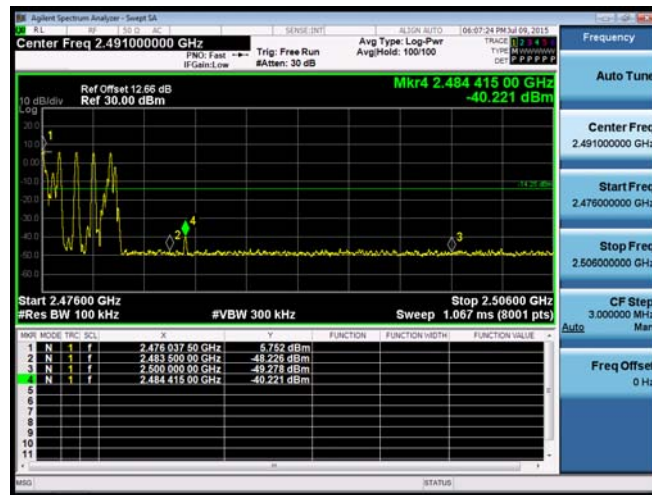 Agilent Spectrum Analyzer - Swept SA
RL RF 50 Ω AC SENSE:INT ALIGN AUTO 06:07:24 PM Jul 09, 2015
Center Freq 2.491000000 GHz
PNO: Fast
IFGain:Low
Trig: Free Run
#Atten: 30 dB
Avg Type: Log-Pwr
Avg|Hold: 100/100
TRACE 1 2 3 4 5 6
TYPE M W W W W W
DET P P P P P P
Ref Offset 12.66 dB
Ref 30.00 dBm
10 dB/div
Log
Mkr4 2.484 415 00 GHz
-40.221 dBm
20.0
10.0
0.00
-10.0
-20.0
-30.0
-40.0
-50.0
-60.0
1
2
4
3
-14.25 dBm
Start 2.47600 GHz
Stop 2.50600 GHz
#Res BW 100 kHz
#VBW 300 kHz
Sweep 1.067 ms (8001 pts)
MKR MODE TRC SCL X Y FUNCTION FUNCTION WIDTH FUNCTION VALUE
1 N 1 f 2.476 037 50 GHz 5.752 dBm
2 N 1 f 2.483 500 00 GHz -48.226 dBm
3 N 1 f 2.500 000 00 GHz -49.278 dBm
4 N 1 f 2.484 415 00 GHz -40.221 dBm
5
6
7
8
9
10
11
MSG
STATUS
Frequency
Auto Tune
Center Freq
2.491000000 GHz
Start Freq
2.476000000 GHz
Stop Freq
2.506000000 GHz
CF Step
3.000000 MHz
Auto Man
Freq Offset
0 Hz